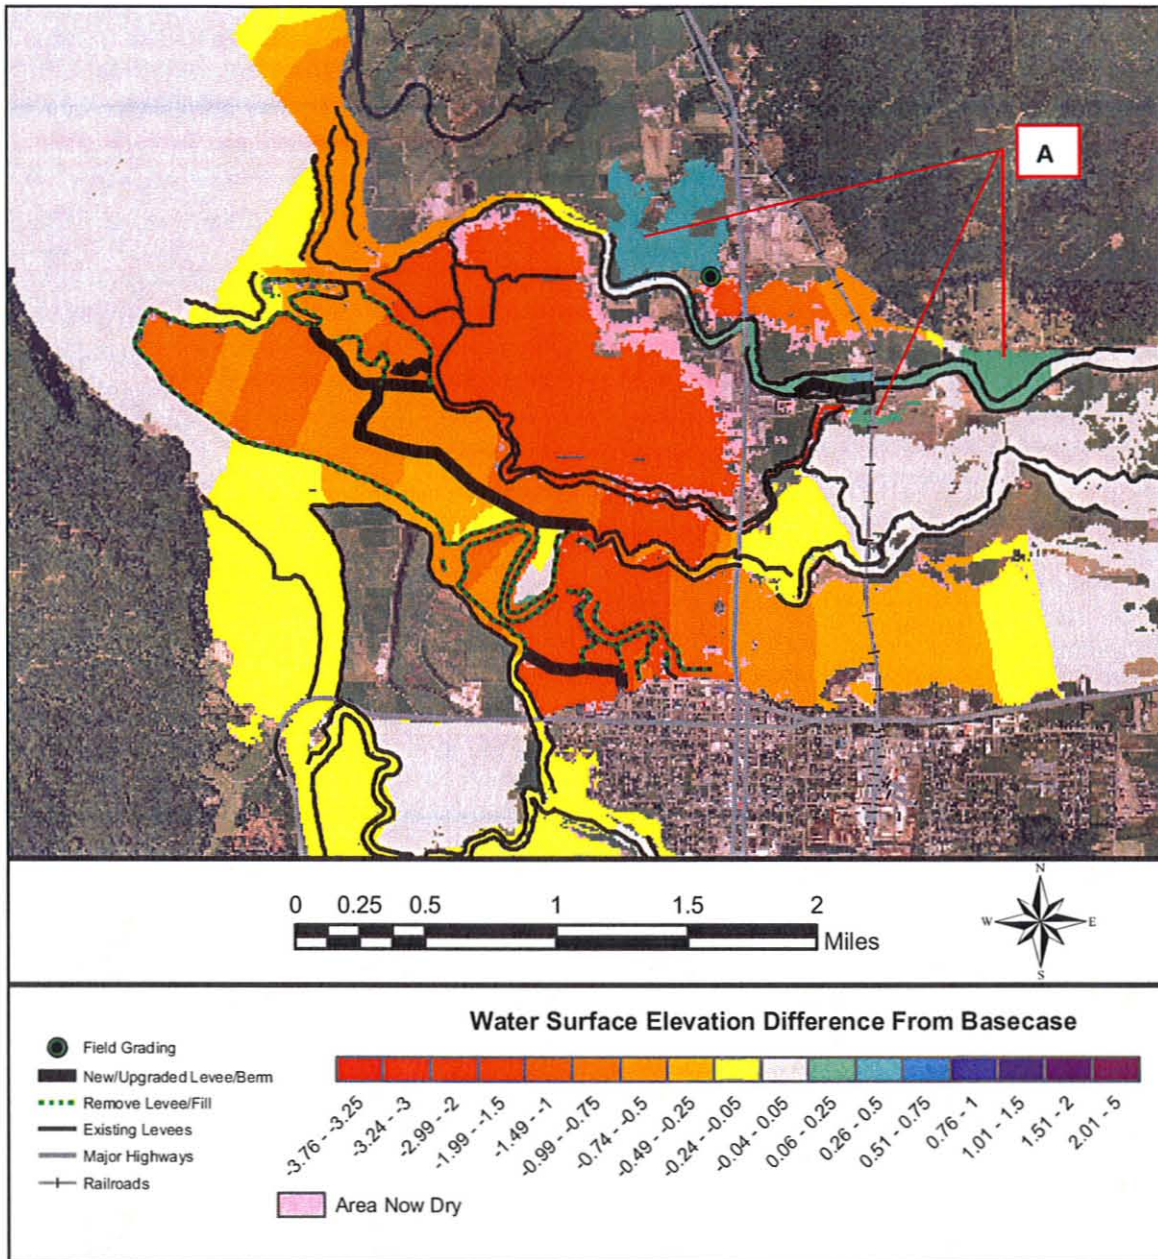 A
0 0.25 0.5 1 1.5 2
Miles
N
W E
S
Water Surface Elevation Difference From Basecase
Field Grading
New/Upgraded Levee/Berm
Remove Levee/Fill
Existing Levees
Major Highways
Railroads
-3.76 - -3.25
-3.24 - -3
-2.99 - -2
-1.99 - -1.5
-1.49 - -1
-0.99 - -0.75
-0.74 - -0.5
-0.49 - -0.25
-0.24 - -0.05
-0.04 - 0.05
0.06 - 0.25
0.26 - 0.5
0.51 - 0.75
0.76 - 1
1.01 - 1.5
1.51 - 2
2.01 - 5
Area Now Dry